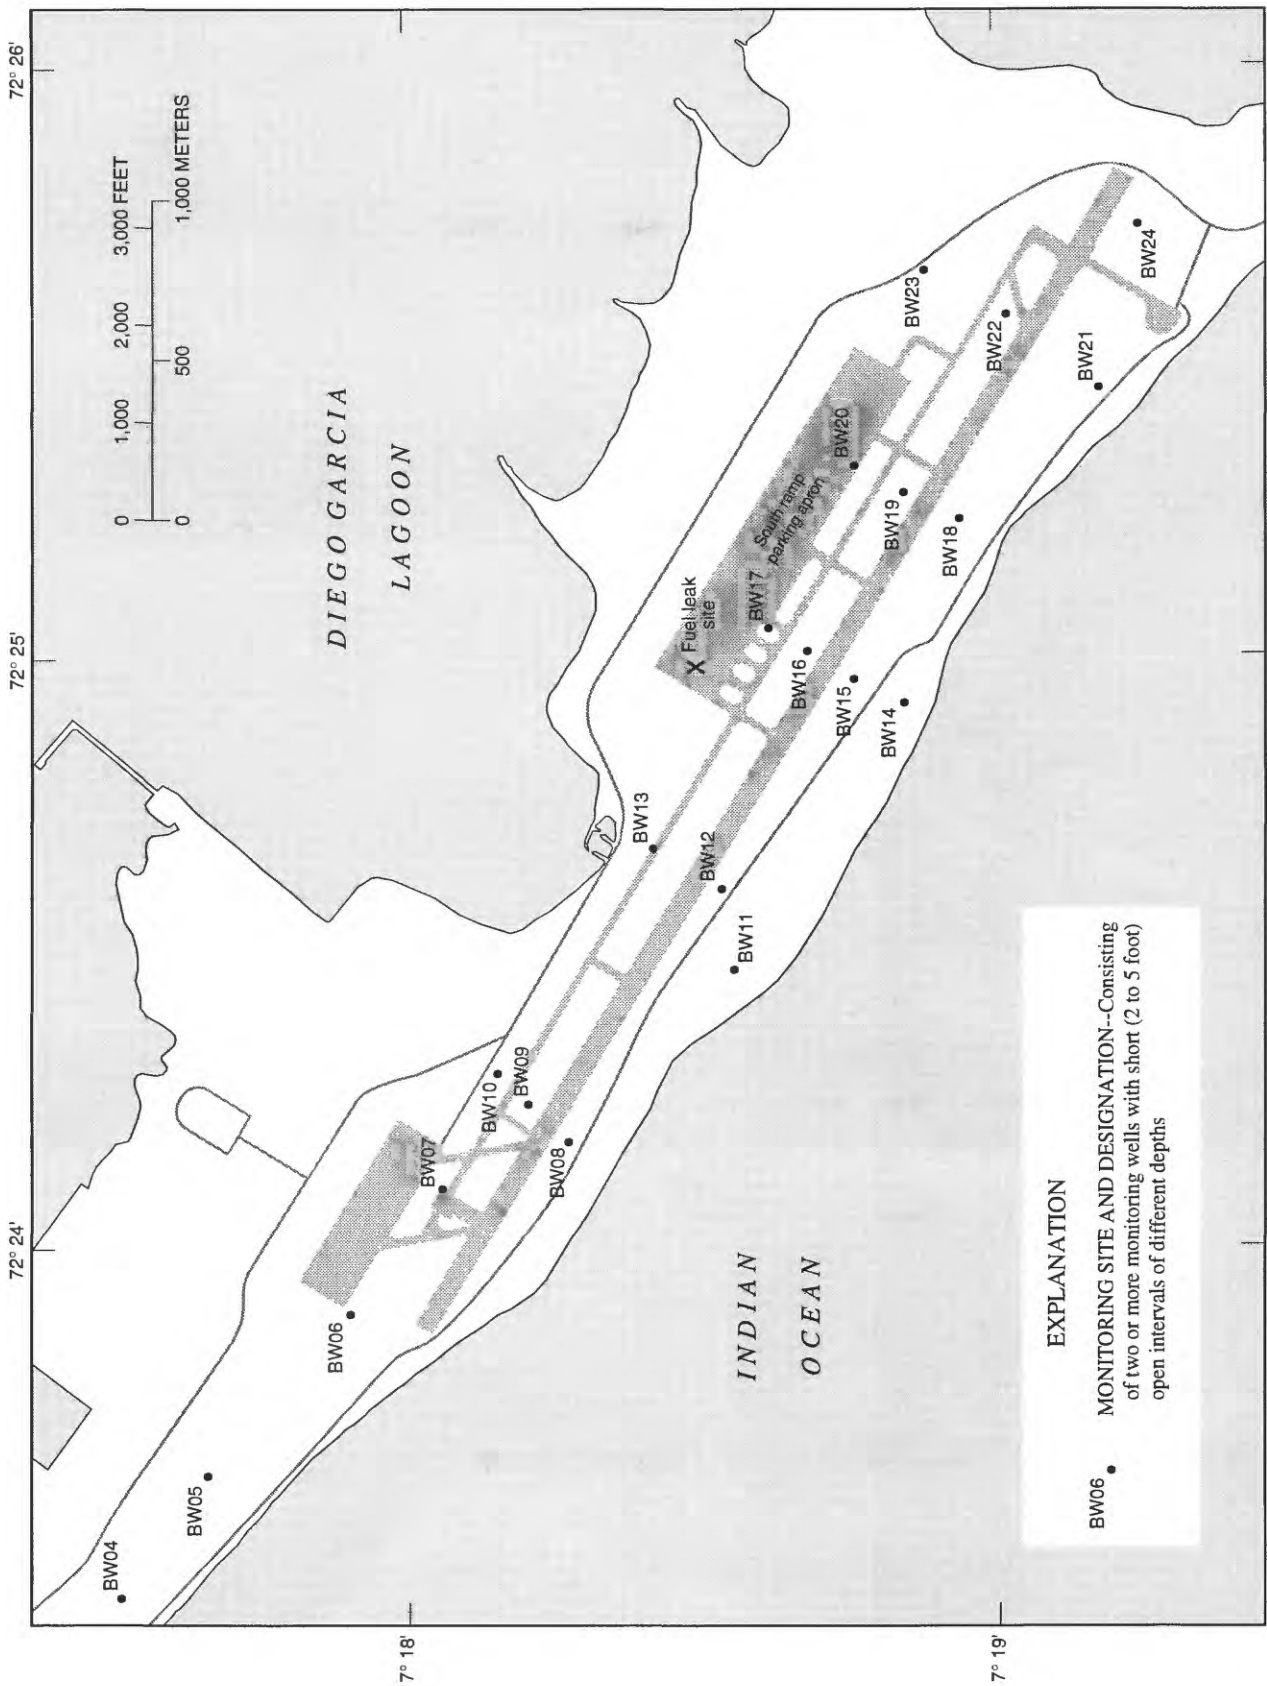 72° 24'
72° 25'
72° 26'
7° 18'
7° 19'
0 1,000 2,000 3,000 FEET
0 500 1,000 METERS
DIEGO GARCIA
LAGOON
BW04
BW05
BW06
BW07
BW10
BW09
BW08
BW13
BW12
BW11
Fuel leak
site
X
BW17
South ramp
parking apron
BW20
BW16
BW15
BW14
BW19
BW18
BW23
BW22
BW21
BW24
INDIAN
OCEAN
EXPLANATION
BW06 MONITORING SITE AND DESIGNATION--Consisting
of two or more monitoring wells with short (2 to 5 foot)
open intervals of different depths